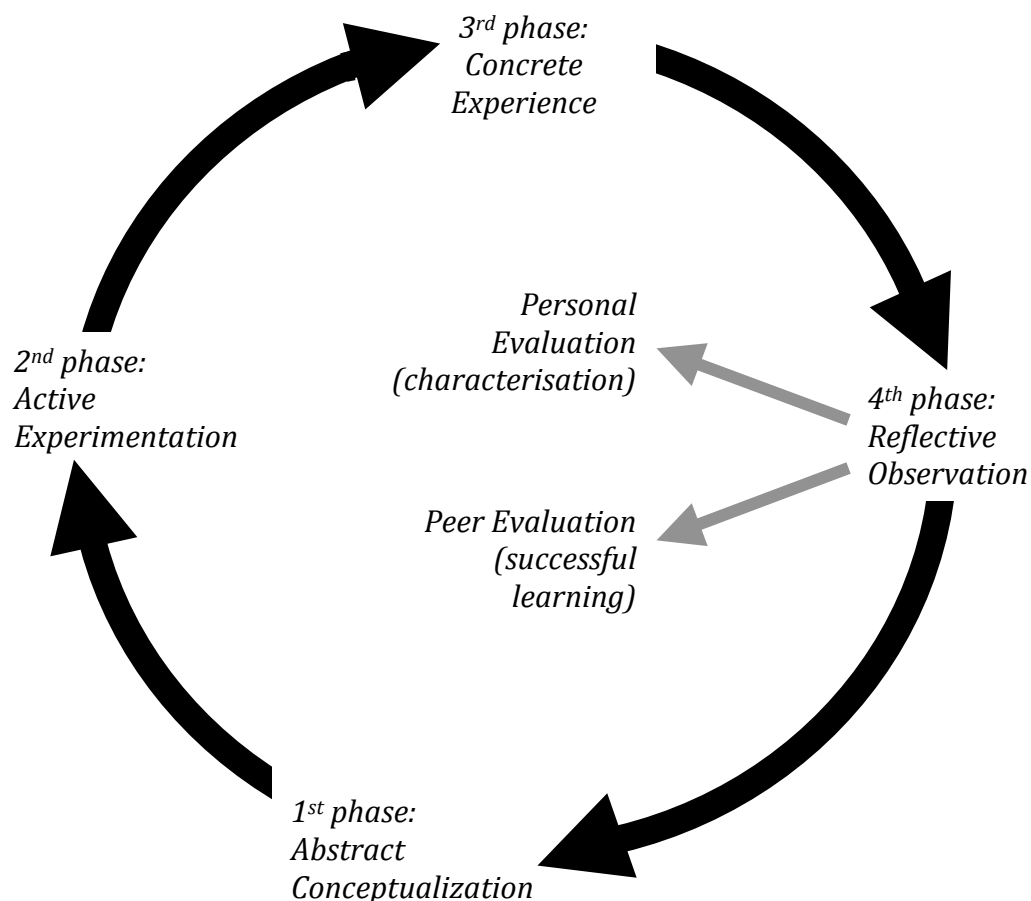 3rd phase:
Concrete
Experience
Personal
Evaluation
(characterisation)
2nd phase:
Active
Experimentation
4th phase:
Reflective
Observation
Peer Evaluation
(successful
learning)
1st phase:
Abstract
Conceptualization